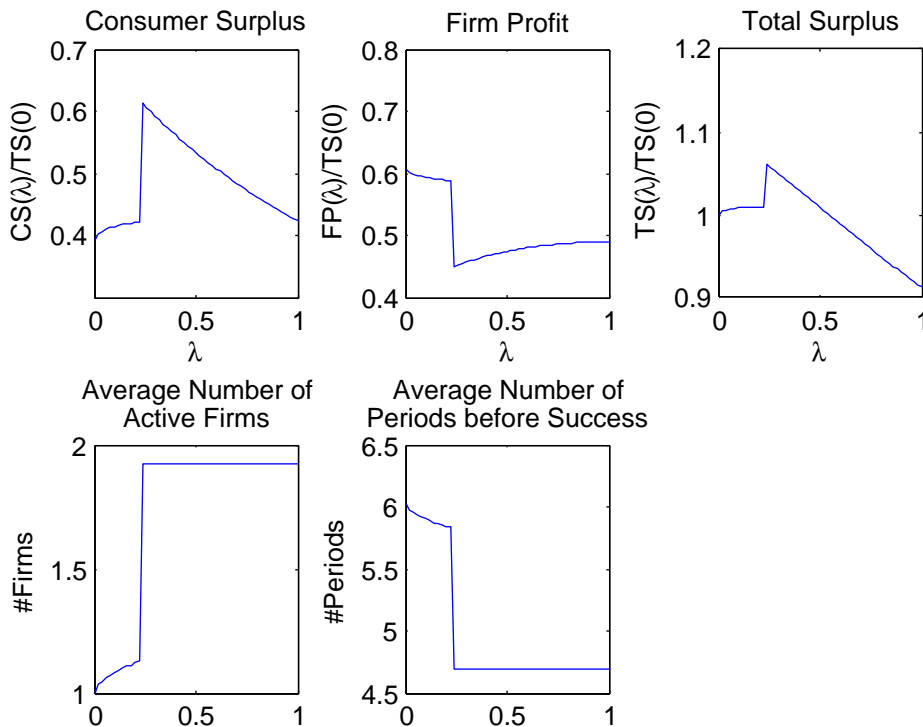 Consumer Surplus
Firm Profit
Total Surplus
CS(λ)/TS(0)
0.7
0.6
0.5
0.4
0
0.5
1
λ
FP(λ)/TS(0)
0.8
0.7
0.6
0.5
0.4
0
0.5
1
λ
TS(λ)/TS(0)
1.2
1.1
1
0.9
0
0.5
1
λ
Average Number of
Active Firms
#Firms
2
1.5
1
0
0.5
1
Average Number of
Periods before Success
#Periods
6.5
6
5.5
5
4.5
0
0.5
1